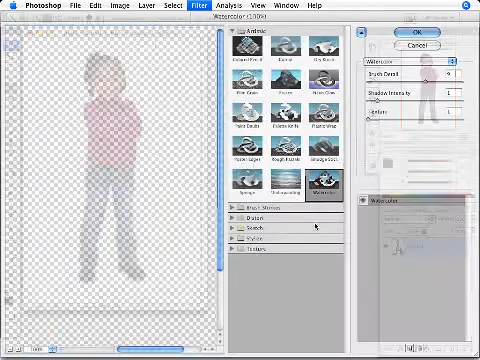 Photoshop File Edit Image Layer Select Filter Analysis View Window Help
Watercolor (100%)
Artistic
OK
Cancel
Colored Pencil Cutout Dry Brush
Watercolor
Brush Detail 9
Film Grain Fresco Neon Glow
Shadow Intensity 1
Texture 1
Paint Daubs Palette Knife Plastic Wrap
Poster Edges Rough Pastels Smudge Stick
Sponge Underpainting Watercolor
Watercolor
Brush Strokes
Distort
Sketch
Stylize
Texture